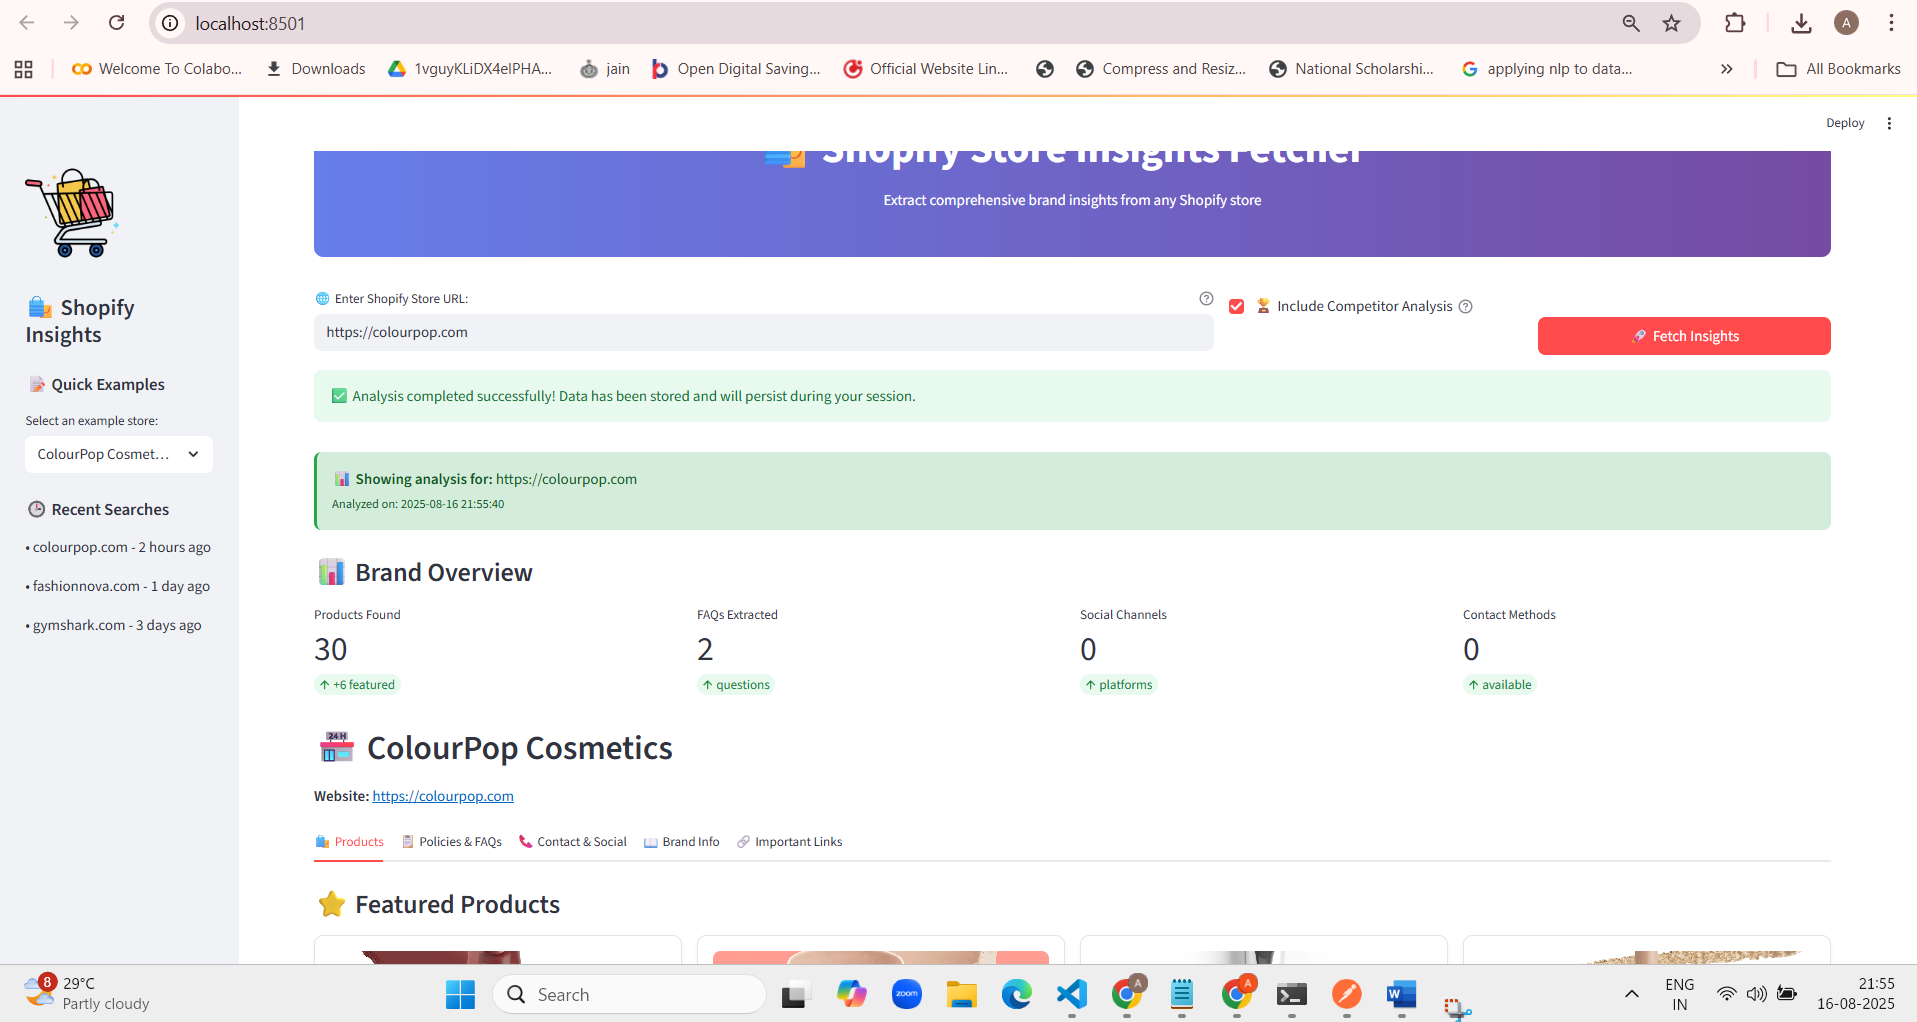 localhost:8501
Welcome To Colabo...
Downloads
1vguyKLiDX4elPHA...
jain
Open Digital Saving...
Official Website Lin...
Compress and Resiz...
National Scholarshi...
applying nlp to data...
All Bookmarks
A
Deploy
Shopify Store Insights Fetcher
Extract comprehensive brand insights from any Shopify store
Shopify
Insights
Quick Examples
Select an example store:
ColourPop Cosmet...
Recent Searches
• colourpop.com - 2 hours ago
• fashionnova.com - 1 day ago
• gymshark.com - 3 days ago
Enter Shopify Store URL:
https://colourpop.com
Include Competitor Analysis
Fetch Insights
Analysis completed successfully! Data has been stored and will persist during your session.
Showing analysis for: https://colourpop.com
Analyzed on: 2025-08-16 21:55:40
Brand Overview
Products Found
30
↑ +6 featured
FAQs Extracted
2
↑ questions
Social Channels
0
↑ platforms
Contact Methods
0
↑ available
24 H
ColourPop Cosmetics
Website: https://colourpop.com
Products
Policies & FAQs
Contact & Social
Brand Info
Important Links
Featured Products
8
29°C
Partly cloudy
Search
zoom
A
A
W
ENG
IN
21:55
16-08-2025